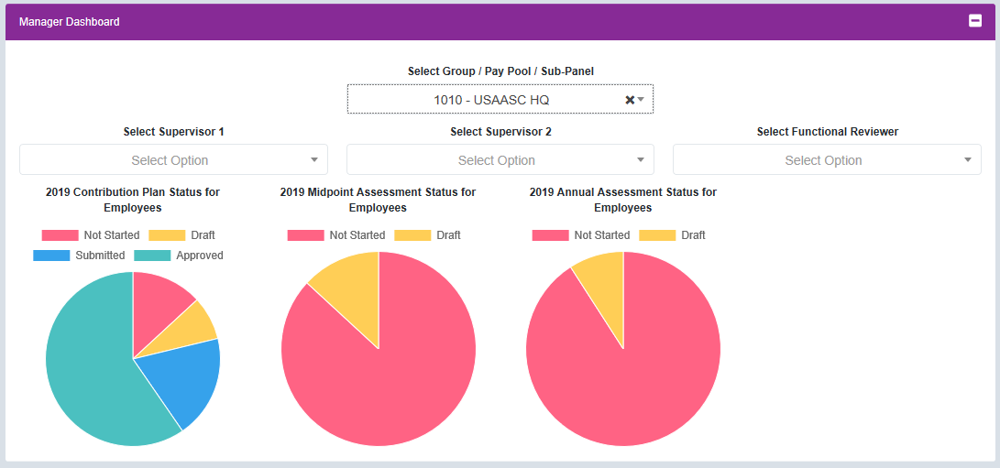 Manager Dashboard
Select Group / Pay Pool / Sub-Panel
1010 - USAASC HQ
Select Supervisor 1
Select Supervisor 2
Select Functional Reviewer
Select Option
Select Option
Select Option
2019 Contribution Plan Status for
Employees
Not Started
Draft
Submitted
Approved
2019 Midpoint Assessment Status for
Employees
Not Started
Draft
2019 Annual Assessment Status for
Employees
Not Started
Draft